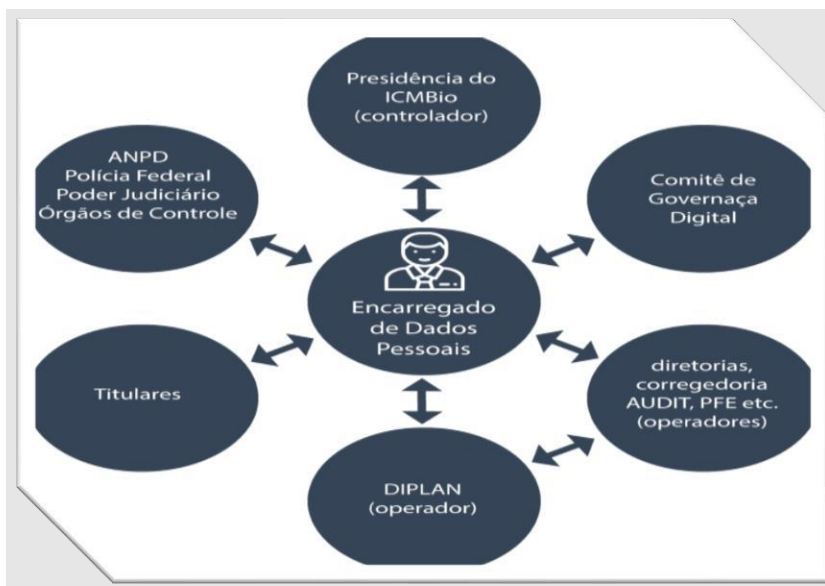 Presidência do
ICMBio
(controlador)
ANPD
Polícia Federal
Poder Judiciário
Órgãos de Controle
Comitê de
Governaça
Digital
Encarregado
de Dados
Pessoais
Titulares
diretorias,
corregedoria
AUDIT, PFE etc.
(operadores)
DIPLAN
(operador)